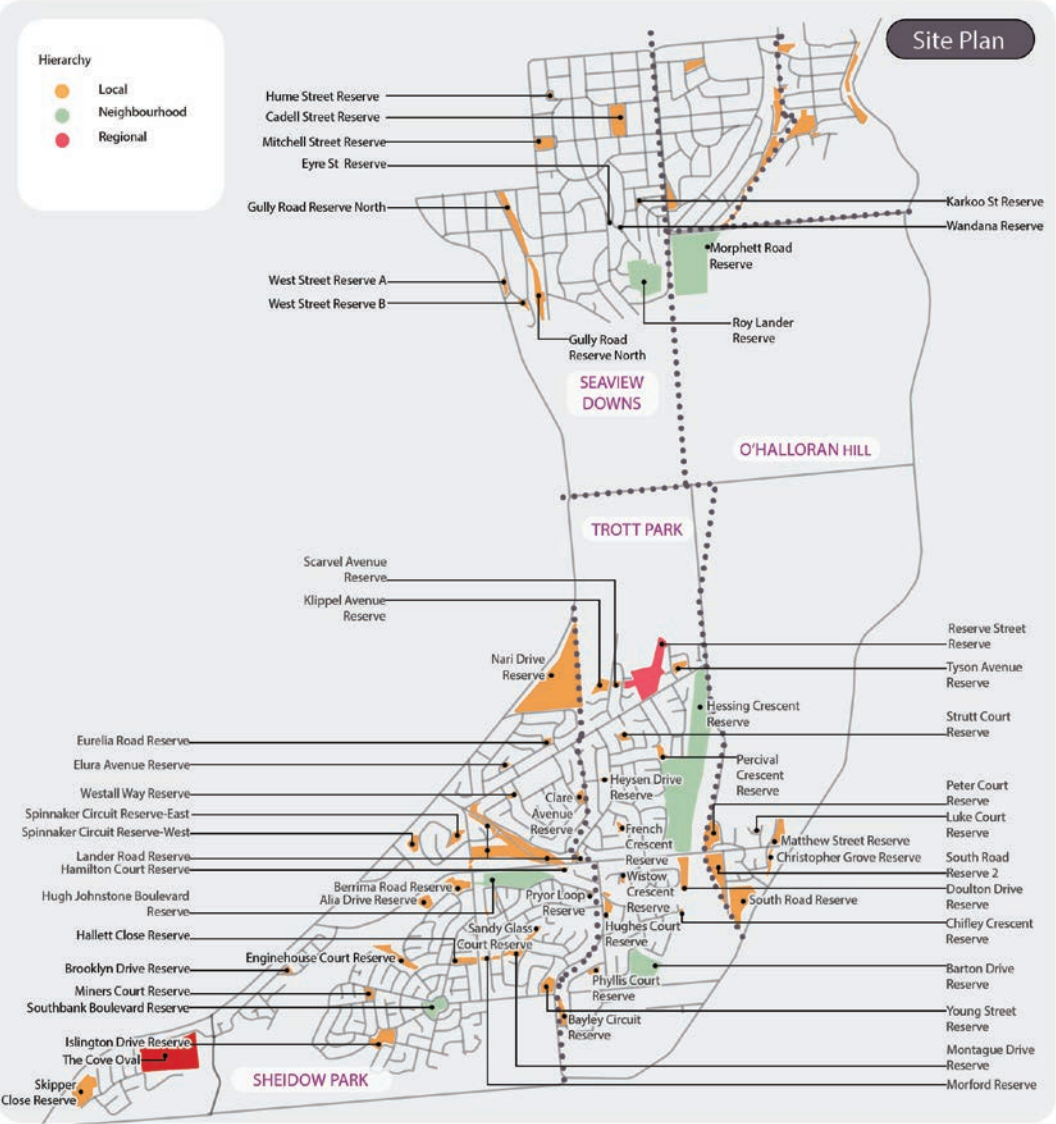 Site Plan
Hierarchy
Local
Neighbourhood
Regional
Hume Street Reserve
Cadell Street Reserve
Mitchell Street Reserve
Eyre St Reserve
Gully Road Reserve North
West Street Reserve A
West Street Reserve B
Karkoo St Reserve
Wandana Reserve
Morphett Road
Reserve
Roy Lander
Reserve
Gully Road
Reserve North
SEAVIEW
DOWNS
O'HALLORAN HILL
TROTT PARK
Scarvel Avenue
Reserve
Klippel Avenue
Reserve
Nari Drive
Reserve
Reserve Street
Reserve
Tyson Avenue
Reserve
Hessing Crescent
Reserve
Strutt Court
Reserve
Eurelia Road Reserve
Elura Avenue Reserve
Westall Way Reserve
Spinnaker Circuit Reserve-East
Spinnaker Circuit Reserve-West
Lander Road Reserve
Hamilton Court Reserve
Percival
Crescent
Reserve
Heysen Drive
Reserve
Clare
Avenue
Reserve
French
Crescent
Reserve
Peter Court
Reserve
Luke Court
Reserve
Matthew Street Reserve
Christopher Grove Reserve
South Road
Reserve 2
Doulton Drive
Reserve
South Road Reserve
Chifley Crescent
Reserve
Wistow
Crescent
Reserve
Berrima Road Reserve
Alia Drive Reserve
Hugh Johnstone Boulevard
Reserve
Pryor Loop
Reserve
Hughes Court
Reserve
Sandy Glass
Court Reserve
Hallett Close Reserve
Enginehouse Court Reserve
Brooklyn Drive Reserve
Miners Court Reserve
Southbank Boulevard Reserve
Phyllis Court
Reserve
Barton Drive
Reserve
Young Street
Reserve
Bayley Circuit
Reserve
Montague Drive
Reserve
Morford Reserve
Islington Drive Reserve
The Cove Oval
Skipper
Close Reserve
SHEIDOW PARK